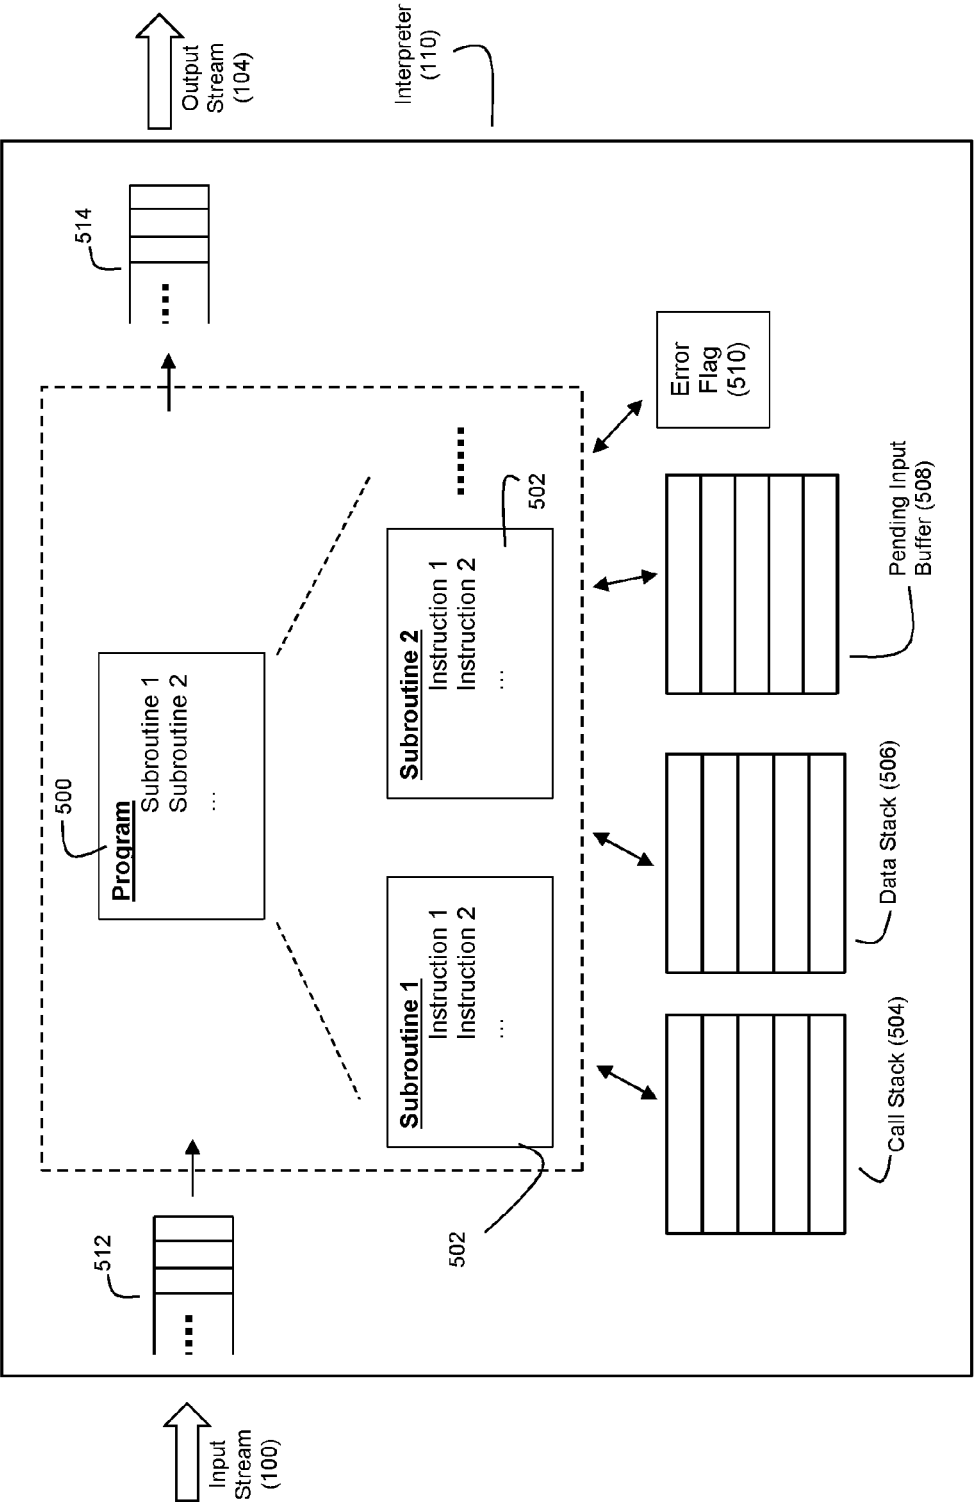 Input
Stream
(100)
512
Program
Subroutine 1
Subroutine 2
...
500
Subroutine 1
Instruction 1
Instruction 2
...
502
Subroutine 2
Instruction 1
Instruction 2
...
502
514
Output
Stream
(104)
Interpreter
(110)
Call Stack (504)
Data Stack (506)
Pending Input
Buffer (508)
Error
Flag
(510)